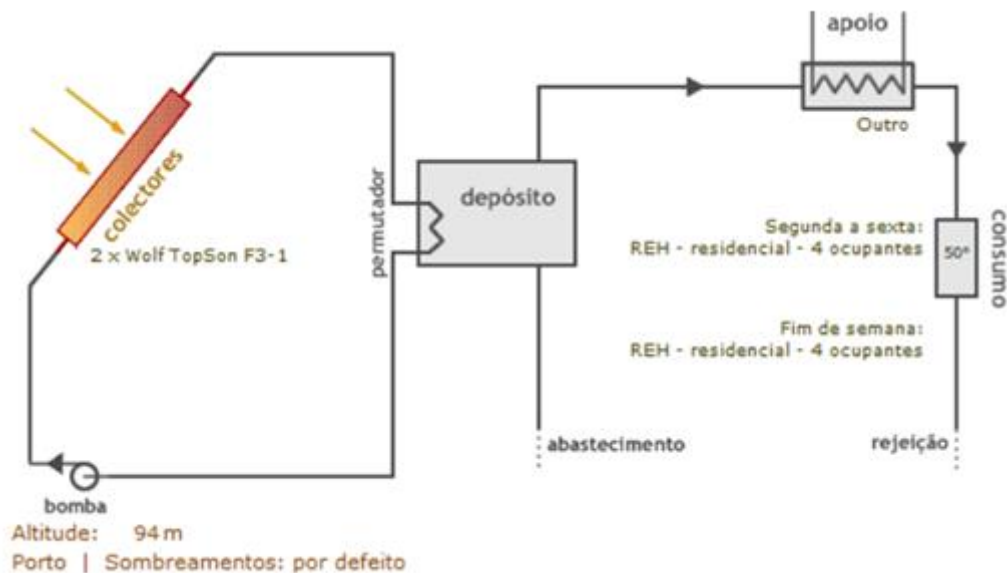 apoio
Outro
colectores
2 x Wolf TopSon F3-1
permutador
depósito
Segunda a sexta:
REH - residencial - 4 ocupantes
50°
consumo
Fim de semana:
REH - residencial - 4 ocupantes
abastecimento
rejeição
bomba
Altitude: 94 m
Porto | Sombreamentos: por defeito